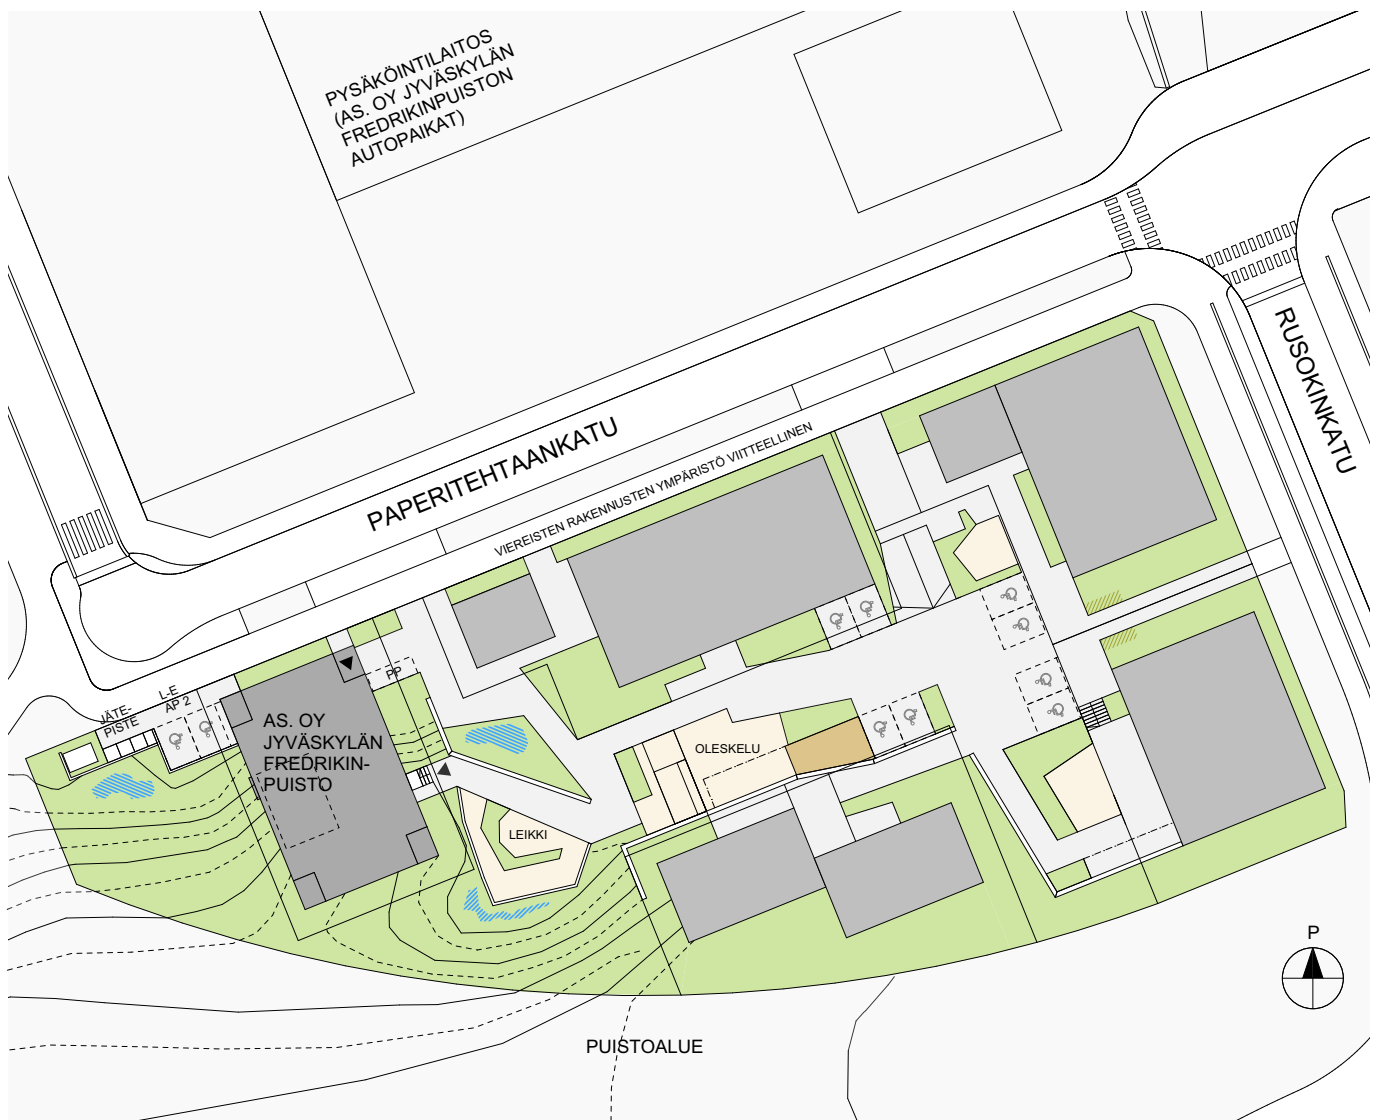 PYSÄKÖINTILAITOS
(AS. OY JYVÄSKYLÄN
FREDRIKINPUISTON
AUTOPAIKAT)
RUSOKINKATU
PAPERITEHTAANKATU
VIEREISTEN RAKENNUSTEN YMPÄRISTÖ VIITTEELLINEN
PP
L-E
AP 2
JÄTE-
PISTE
AS. OY
JYVÄSKYLÄN
FREDRIKIN-
PUISTO
OLESKELU
LEIKKI
P
PUISTOALUE